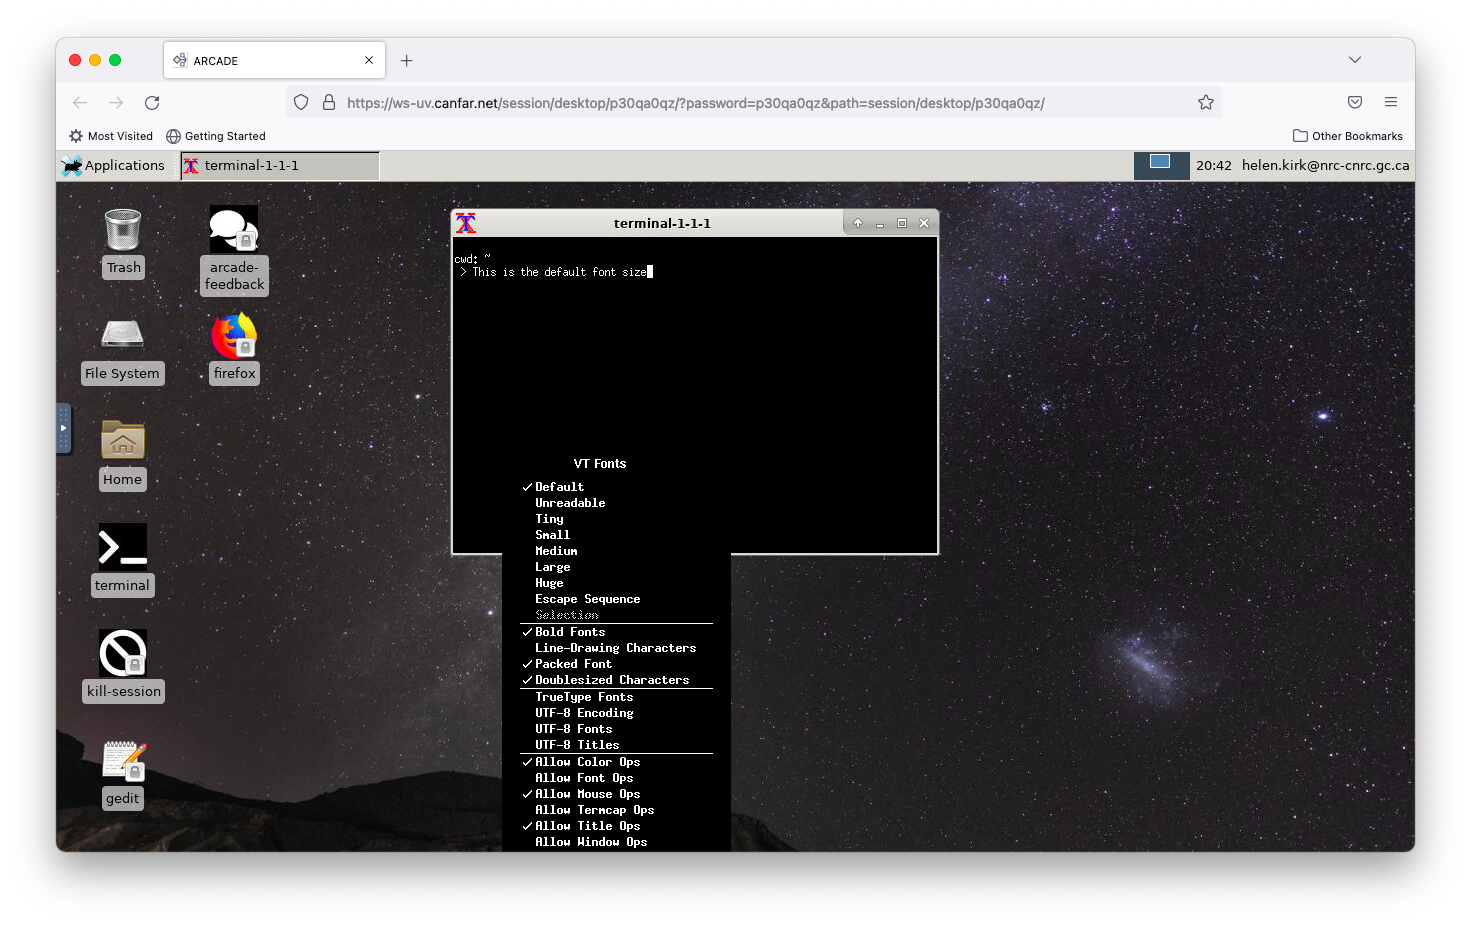 ARCADE
https://ws-uv.canfar.net/session/desktop/p30qa0qz/?password=p30qa0qz&path=session/desktop/p30qa0qz/
Most Visited
Getting Started
Other Bookmarks
Applications
terminal-1-1-1
20:42
helen.kirk@nrc-cnrc.gc.ca
Trash
arcade-
feedback
File System
firefox
Home
terminal
kill-session
gedit
terminal-1-1-1
cwd: ~
> This is the default font size
VT Fonts
✓ Default
Unreadable
Tiny
Small
Medium
Large
Huge
Escape Sequence
Selection
✓ Bold Fonts
Line-Drawing Characters
✓ Packed Font
✓ Doublesized Characters
TrueType Fonts
UTF-8 Encoding
UTF-8 Fonts
UTF-8 Titles
✓ Allow Color Ops
Allow Font Ops
✓ Allow Mouse Ops
Allow Termcap Ops
✓ Allow Title Ops
Allow Window Ops